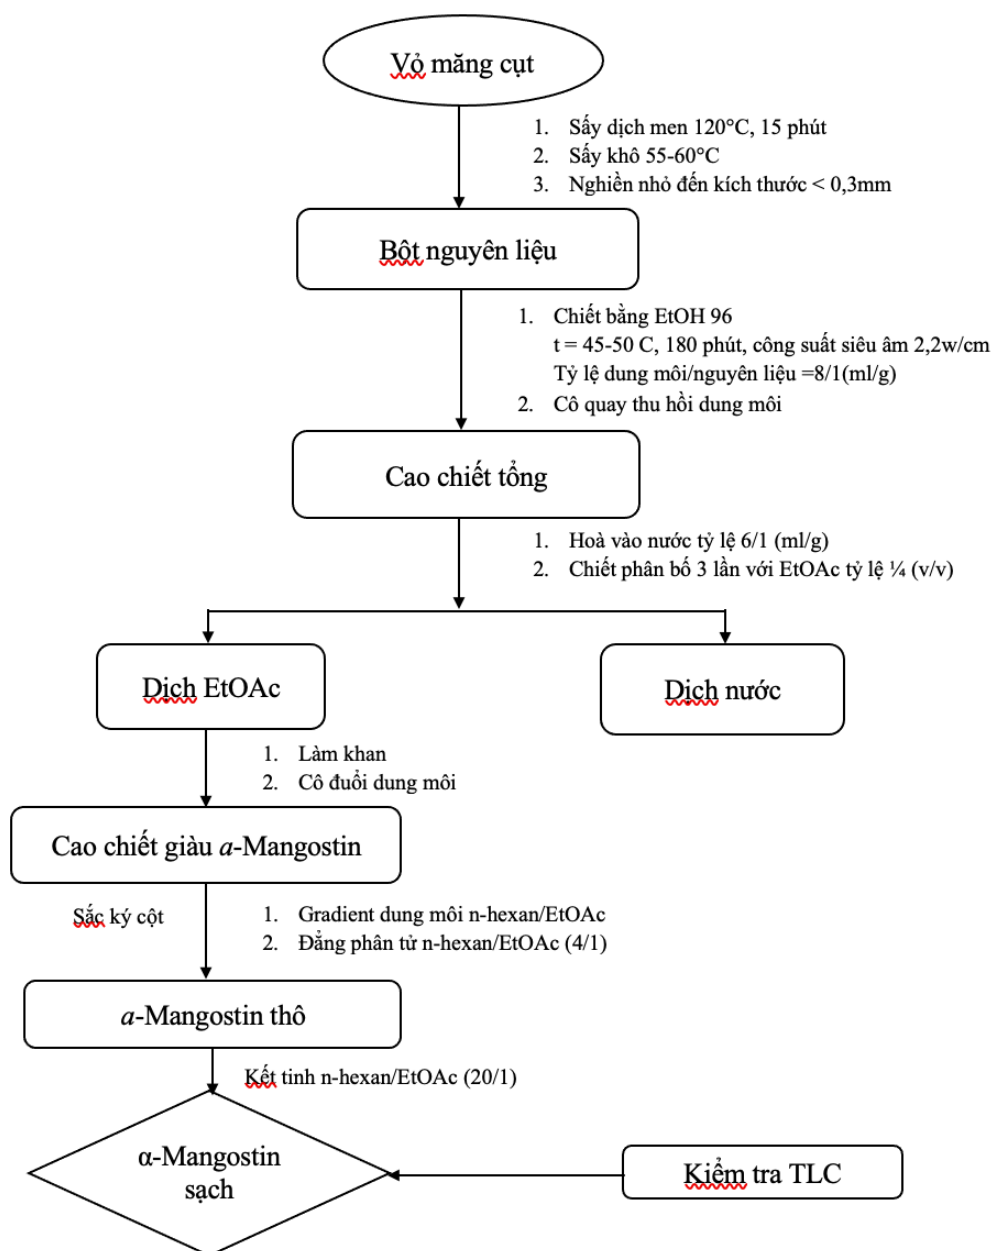 Vỏ măng cụt
1. Sấy dịch men 120°C, 15 phút
2. Sấy khô 55-60°C
3. Nghiền nhỏ đến kích thước < 0,3mm
Bột nguyên liệu
1. Chiết bằng EtOH 96
t = 45-50 C, 180 phút, công suất siêu âm 2,2w/cm
Tỷ lệ dung môi/nguyên liệu =8/1(ml/g)
2. Cô quay thu hồi dung môi
Cao chiết tổng
1. Hoà vào nước tỷ lệ 6/1 (ml/g)
2. Chiết phân bố 3 lần với EtOAc tỷ lệ ¼ (v/v)
Dịch EtOAc
Dịch nước
1. Làm khan
2. Cô đuổi dung môi
Cao chiết giàu a-Mangostin
Sắc ký cột
1. Gradient dung môi n-hexan/EtOAc
2. Đẳng phân tử n-hexan/EtOAc (4/1)
a-Mangostin thô
Kết tinh n-hexan/EtOAc (20/1)
α-Mangostin
sạch
Kiểm tra TLC